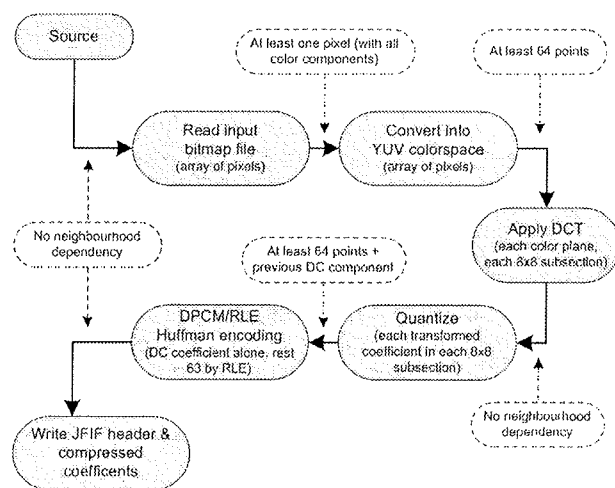 Source
At least one pixel (with all
color components)
At least 64 points
Read input
bitmap file
(array of pixels)
Convert into
YUV colorspace
(array of pixels)
No neighbourhood
dependency
At least 64 points +
previous DC component
Apply DCT
(each color plane,
each 8x8 subsection)
DPCM/RLE
Huffman encoding
(DC coefficient alone, rest
63 by RLE)
Quantize
(each transformed
coefficient in each 8x8
subsection)
No neighbourhood
dependency
Write JFIF header &
compressed
coefficents